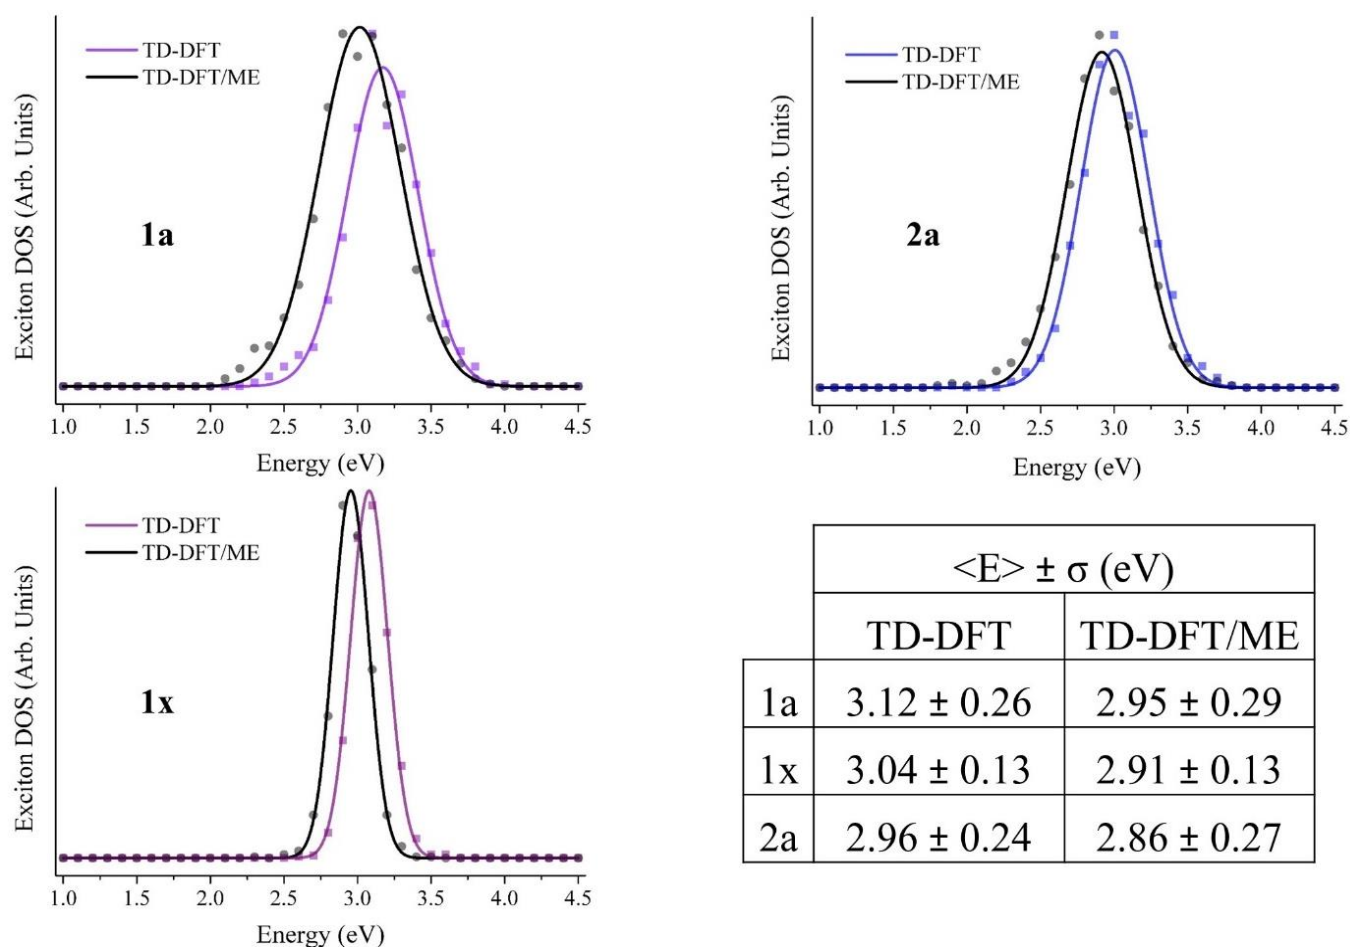 TD-DFT
TD-DFT/ME
Exciton DOS (Arb. Units)
1a
1.0 1.5 2.0 2.5 3.0 3.5 4.0 4.5
Energy (eV)
TD-DFT
TD-DFT/ME
Exciton DOS (Arb. Units)
2a
1.0 1.5 2.0 2.5 3.0 3.5 4.0 4.5
Energy (eV)
TD-DFT
TD-DFT/ME
Exciton DOS (Arb. Units)
1x
1.0 1.5 2.0 2.5 3.0 3.5 4.0 4.5
Energy (eV)
<E> ± σ (eV)
TD-DFT TD-DFT/ME
1a 3.12 ± 0.26 2.95 ± 0.29
1x 3.04 ± 0.13 2.91 ± 0.13
2a 2.96 ± 0.24 2.86 ± 0.27